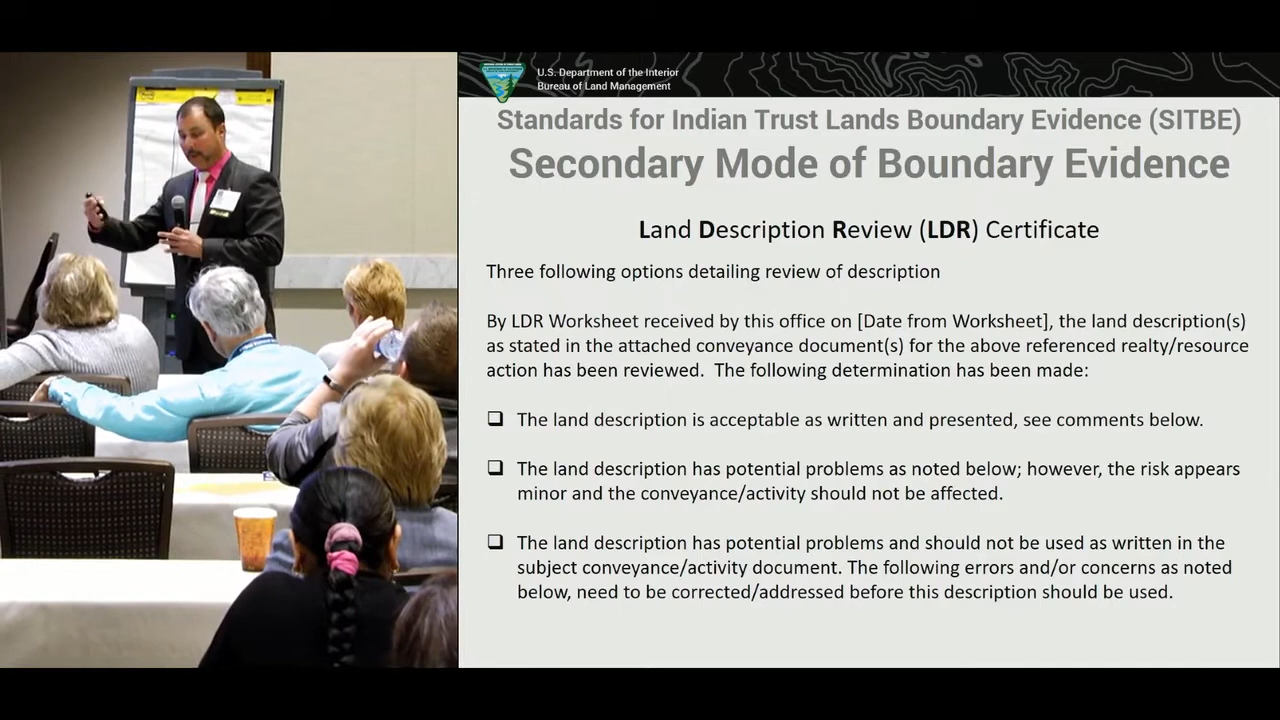 U.S. Department of the Interior
Bureau of Land Management
Standards for Indian Trust Lands Boundary Evidence (SITBE)
Secondary Mode of Boundary Evidence
Land Description Review (LDR) Certificate
Three following options detailing review of description
By LDR Worksheet received by this office on [Date from Worksheet], the land description(s)
as stated in the attached conveyance document(s) for the above referenced realty/resource
action has been reviewed.  The following determination has been made:
❑ The land description is acceptable as written and presented, see comments below.
❑ The land description has potential problems as noted below; however, the risk appears
minor and the conveyance/activity should not be affected.
❑ The land description has potential problems and should not be used as written in the
subject conveyance/activity document. The following errors and/or concerns as noted
below, need to be corrected/addressed before this description should be used.